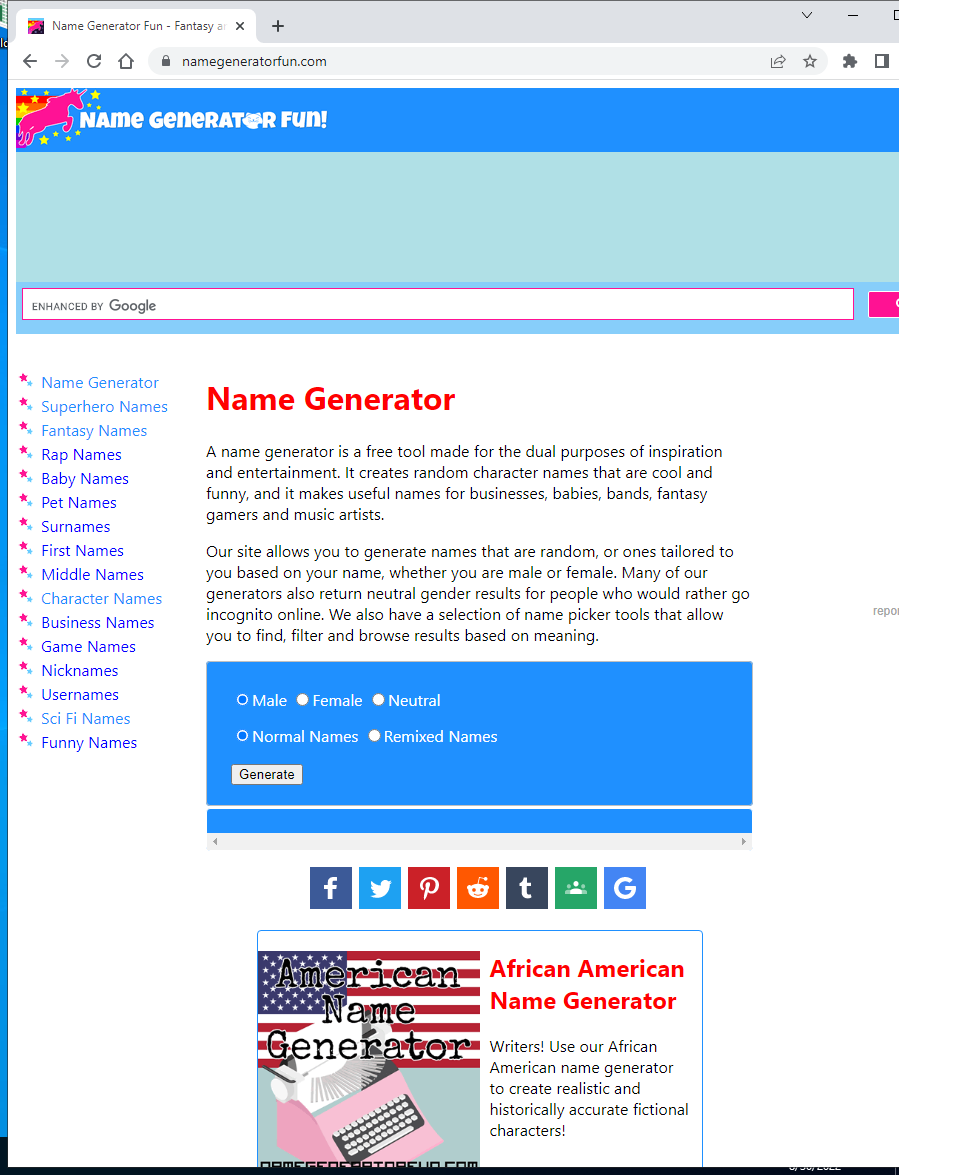 Name Generator Fun - Fantasy a
namegeneratorfun.com
Name Generator Fun!
ENHANCED BY Google
Name Generator
Superhero Names
Fantasy Names
Rap Names
Baby Names
Pet Names
Surnames
First Names
Middle Names
Character Names
Business Names
Game Names
Nicknames
Usernames
Sci Fi Names
Funny Names
Name Generator
A name generator is a free tool made for the dual purposes of inspiration
and entertainment. It creates random character names that are cool and
funny, and it makes useful names for businesses, babies, bands, fantasy
gamers and music artists.
Our site allows you to generate names that are random, or ones tailored to
you based on your name, whether you are male or female. Many of our
generators also return neutral gender results for people who would rather go
incognito online. We also have a selection of name picker tools that allow
you to find, filter and browse results based on meaning.
repor
Male Female Neutral
Normal Names Remixed Names
Generate
American
Name
Generator
NAMEGENERATORFUN.COM
African American
Name Generator
Writers! Use our African
American name generator
to create realistic and
historically accurate fictional
characters!